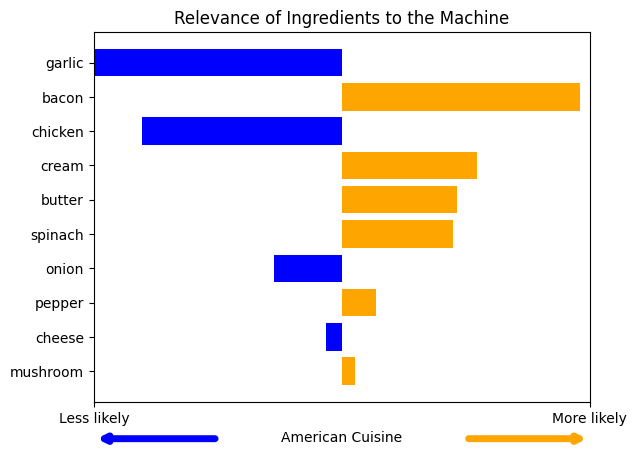 Relevance of Ingredients to the Machine
garlic
bacon
chicken
cream
butter
spinach
onion
pepper
cheese
mushroom
Less likely
More likely
American Cuisine